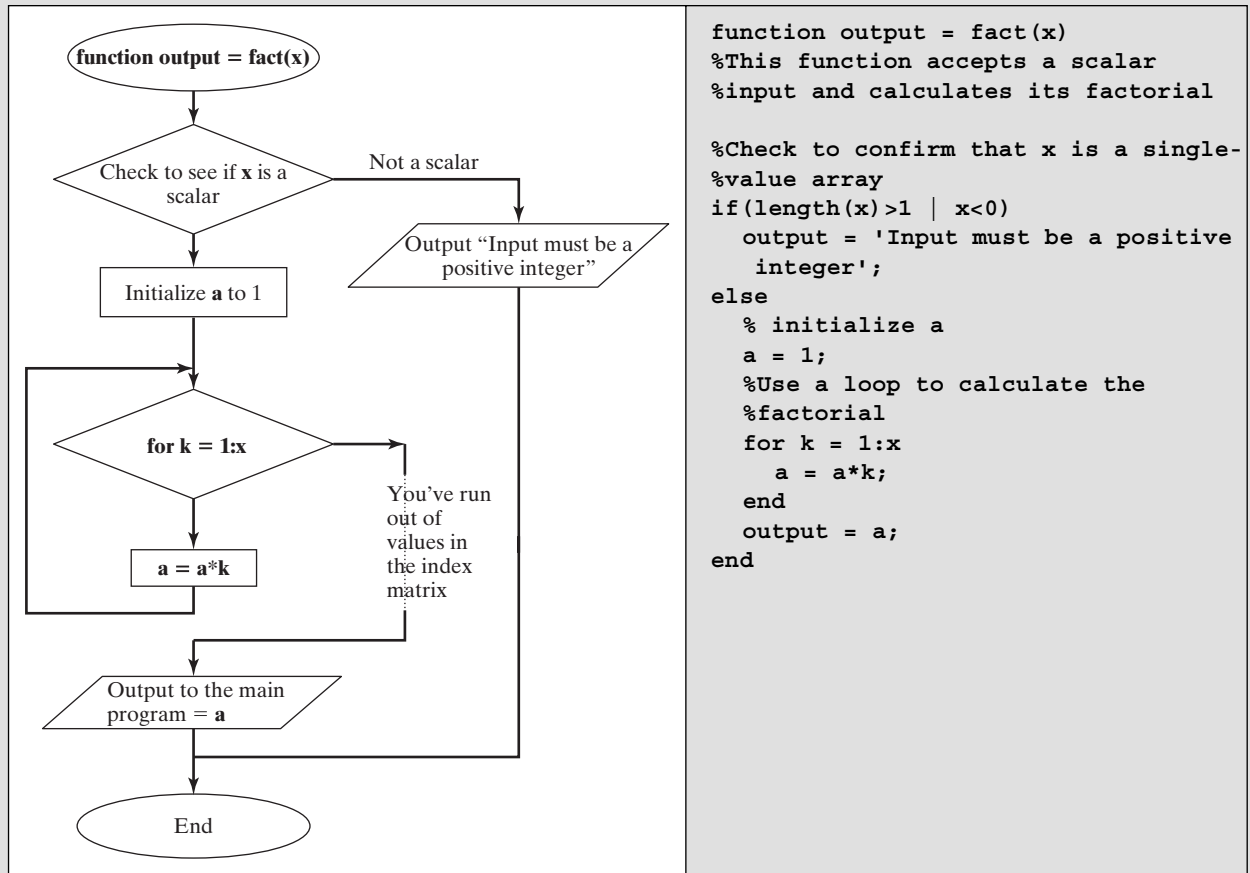 function output = fact(x)
Check to see if x is a
scalar
Not a scalar
Output “Input must be a
positive integer”
Initialize a to 1
for k = 1:x
You’ve run
out of
values in
the index
matrix
a = a*k
Output to the main
program = a
End
function output = fact(x)
%This function accepts a scalar
%input and calculates its factorial
%Check to confirm that x is a single-
%value array
if(length(x)>1 | x<0)
output = 'Input must be a positive
integer';
else
% initialize a
a = 1;
%Use a loop to calculate the
%factorial
for k = 1:x
a = a*k;
end
output = a;
end